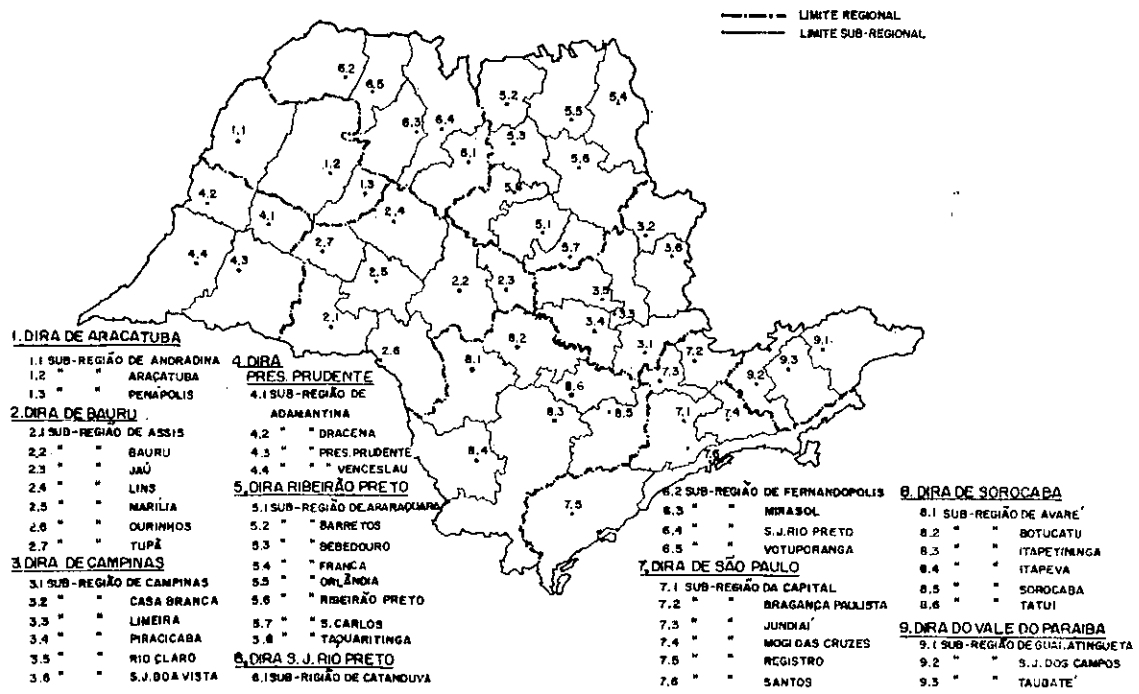 LIMITE REGIONAL
LIMITE SUB-REGIONAL
6.2
6.5
5.2
5.5
5.4
1.1
6.3
6.4
5.3
6.1
5.6
1.2
1.3
4.2
4.1
2.4
5.8
5.1
3.2
2.7
5.7
3.6
4.4
4.3
2.5
2.2
2.3
3.5
3.3
2.1
3.4
8.2
3.1
2.6
8.1
7.2
9.1
9.3
9.2
7.3
8.6
8.3
8.5
7.1
7.4
8.4
7.6
7.5
1.DIRA DE ARAÇATUBA
1.1 SUB-REGIÃO DE ANDRADINA
1.2 " " ARAÇATUBA
1.3 " " PENÁPOLIS
2.DIRA DE BAURU
2.1 SUB-REGIÃO DE ASSIS
2.2 " " BAURU
2.3 " " JAÚ
2.4 " " LINS
2.5 " " MARÍLIA
2.6 " " OURINHOS
2.7 " " TUPÃ
3.DIRA DE CAMPINAS
3.1 SUB-REGIÃO DE CAMPINAS
3.2 " " CASA BRANCA
3.3 " " LIMEIRA
3.4 " " PIRACICABA
3.5 " " RIO CLARO
3.6 " " S.J.BOA VISTA
4.DIRA
PRES. PRUDENTE
4.1 SUB-REGIÃO DE
ADAMANTINA
4.2 " " DRACENA
4.3 " " PRES.PRUDENTE
4.4 " " " VENCESLAU
5.DIRA RIBEIRÃO PRETO
5.1 SUB-REGIÃO DE ARARAQUARA
5.2 " " BARRETOS
5.3 " " BEBEDOURO
5.4 " " FRANCA
5.5 " " ORLÂNDIA
5.6 " " RIBEIRÃO PRETO
5.7 " " S.CARLOS
3.8 " " TAQUARITINGA
6.DIRA S.J. RIO PRETO
6.1 SUB-REGIÃO DE CATANDUVA
6.2 SUB-REGIÃO DE FERNANDOPOLIS
6.3 " " MIRASOL
6.4 " " S.J.RIO PRETO
6.5 " " VOTUPORANGA
7.DIRA DE SÃO PAULO
7.1 SUB-REGIÃO DA CAPITAL
7.2 " " BRAGANÇA PAULISTA
7.3 " " JUNDIAÍ
7.4 " " MOGI DAS CRUZES
7.5 " " REGISTRO
7.6 " " SANTOS
8.DIRA DE SOROCABA
8.1 SUB-REGIÃO DE AVARÉ
8.2 " " BOTUCATU
8.3 " " ITAPETININGA
8.4 " " ITAPEVA
8.5 " " SOROCABA
8.6 " " TATUI
9.DIRA DO VALE DO PARAIBA
9.1 SUB-REGIÃO DE GUARATINGUETA
9.2 " " S.J. DOS CAMPOS
9.3 " " TAUBATÉ